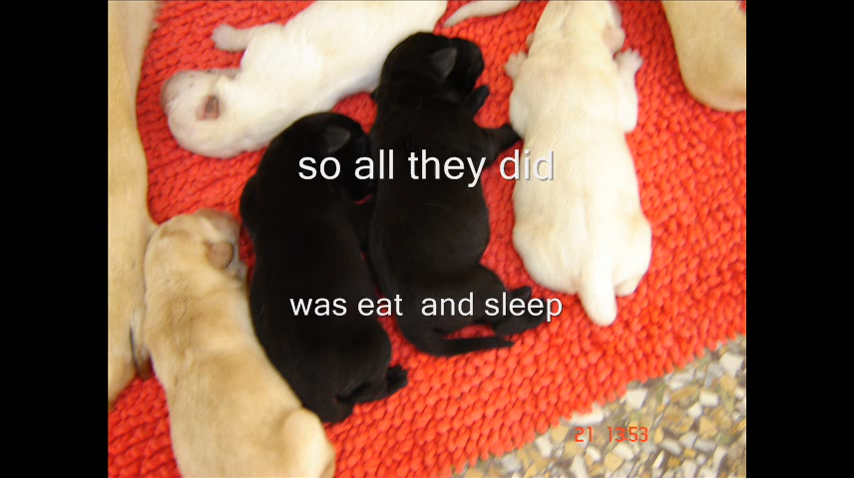 so all they did
was eat and sleep
21 13:53